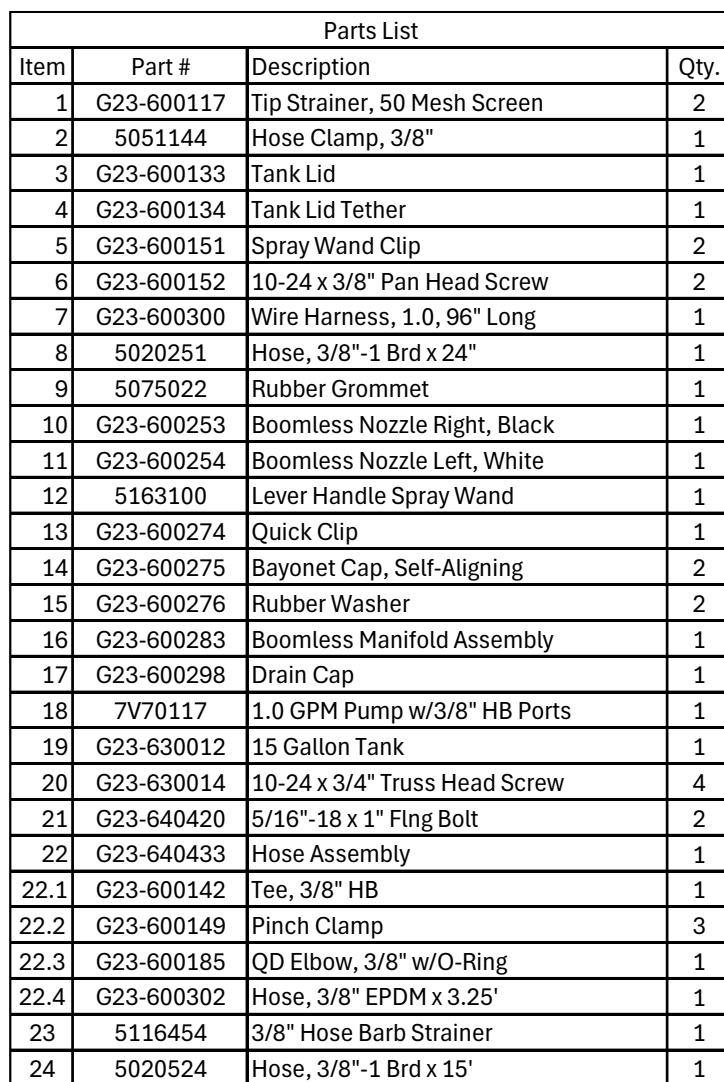 Parts List
Item Part # Description Qty.
1 G23-600117 Tip Strainer, 50 Mesh Screen 2
2 5051144 Hose Clamp, 3/8" 1
3 G23-600133 Tank Lid 1
4 G23-600134 Tank Lid Tether 1
5 G23-600151 Spray Wand Clip 2
6 G23-600152 10-24 x 3/8" Pan Head Screw 2
7 G23-600300 Wire Harness, 1.0, 96" Long 1
8 5020251 Hose, 3/8"-1 Brd x 24" 1
9 5075022 Rubber Grommet 1
10 G23-600253 Boomless Nozzle Right, Black 1
11 G23-600254 Boomless Nozzle Left, White 1
12 5163100 Lever Handle Spray Wand 1
13 G23-600274 Quick Clip 1
14 G23-600275 Bayonet Cap, Self-Aligning 2
15 G23-600276 Rubber Washer 2
16 G23-600283 Boomless Manifold Assembly 1
17 G23-600298 Drain Cap 1
18 7V70117 1.0 GPM Pump w/3/8" HB Ports 1
19 G23-630012 15 Gallon Tank 1
20 G23-630014 10-24 x 3/4" Truss Head Screw 4
21 G23-640420 5/16"-18 x 1" Flng Bolt 2
22 G23-640433 Hose Assembly 1
22.1 G23-600142 Tee, 3/8" HB 1
22.2 G23-600149 Pinch Clamp 3
22.3 G23-600185 QD Elbow, 3/8" w/O-Ring 1
22.4 G23-600302 Hose, 3/8" EPDM x 3.25' 1
23 5116454 3/8" Hose Barb Strainer 1
24 5020524 Hose, 3/8"-1 Brd x 15' 1